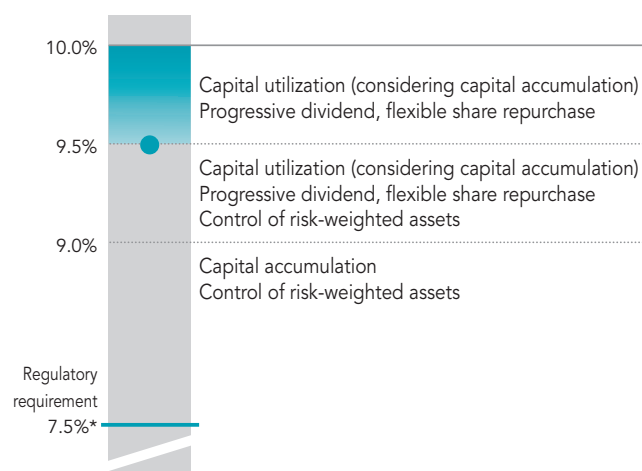 10.0%
Capital utilization (considering capital accumulation)
Progressive dividend, flexible share repurchase
9.5%
Capital utilization (considering capital accumulation)
Progressive dividend, flexible share repurchase
Control of risk-weighted assets
9.0%
Capital accumulation
Control of risk-weighted assets
Regulatory
requirement
7.5%*